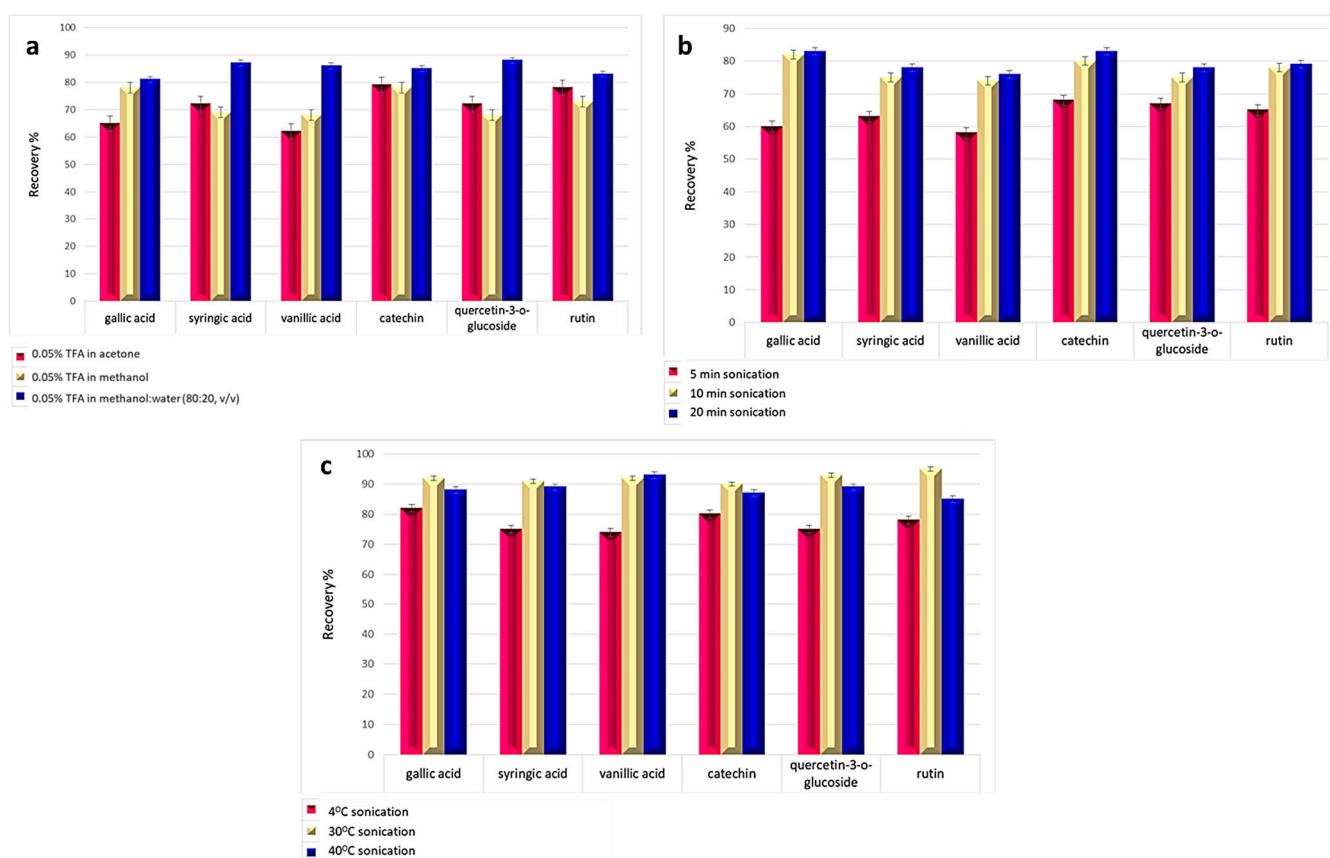 a
100
90
80
70
60
50
40
30
20
10
0
Recovery %
gallic acid
syringic acid
vanillic acid
catechin
quercetin-3-o-
glucoside
rutin
0.05% TFA in acetone
0.05% TFA in methanol
0.05% TFA in methanol:water (80:20, v/v)
b
90
80
70
60
50
40
30
20
10
0
Recovery %
gallic acid
syringic acid
vanillic acid
catechin
quercetin-3-o-
glucoside
rutin
5 min sonication
10 min sonication
20 min sonication
c
100
90
80
70
60
50
40
30
20
10
0
Recovery %
gallic acid
syringic acid
vanillic acid
catechin
quercetin-3-o-
glucoside
rutin
4⁰C sonication
30⁰C sonication
40⁰C sonication